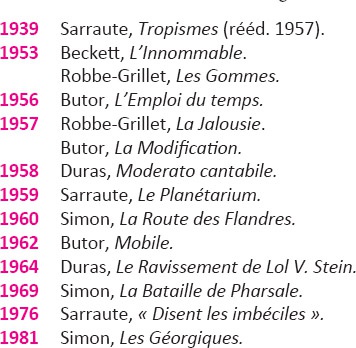 1939 Sarraute, Tropismes (rééd. 1957).
1953 Beckett, L’Innommable.
Robbe-Grillet, Les Gommes.
1956 Butor, L’Emploi du temps.
1957 Robbe-Grillet, La Jalousie.
Butor, La Modification.
1958 Duras, Moderato cantabile.
1959 Sarraute, Le Planétarium.
1960 Simon, La Route des Flandres.
1962 Butor, Mobile.
1964 Duras, Le Ravissement de Lol V. Stein.
1969 Simon, La Bataille de Pharsale.
1976 Sarraute, « Disent les imbéciles ».
1981 Simon, Les Géorgiques.